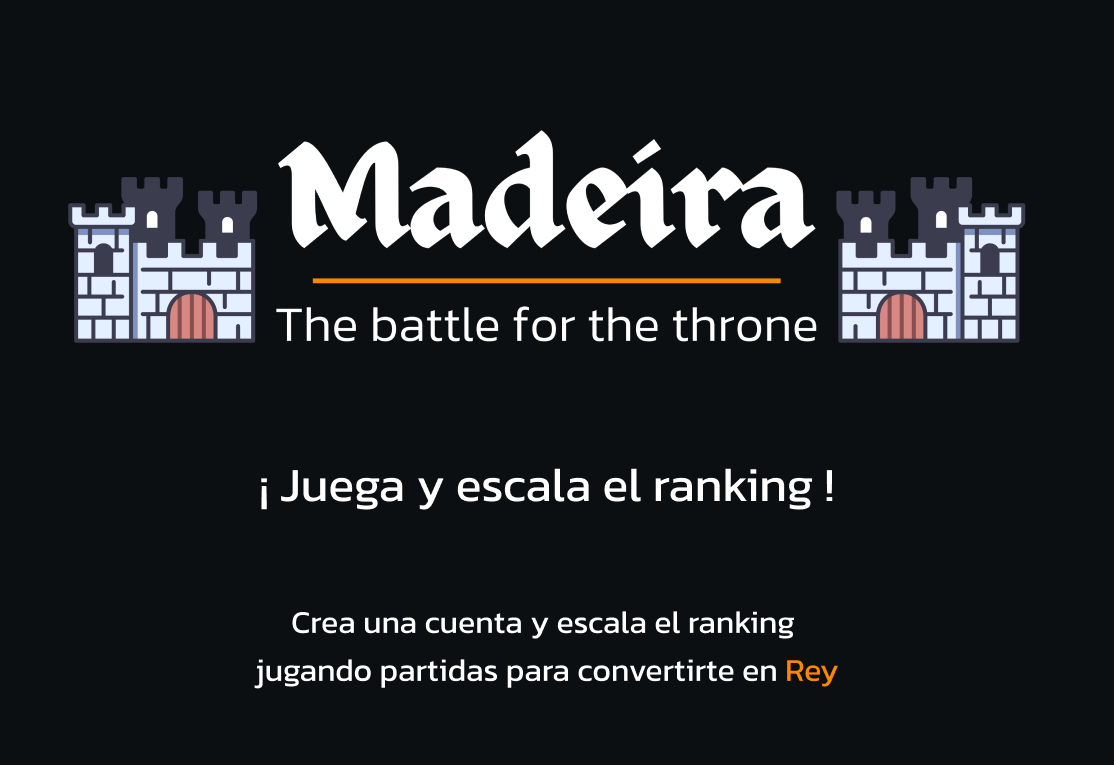 Madeira
The battle for the throne
¡ Juega y escala el ranking !
Crea una cuenta y escala el ranking
jugando partidas para convertirte en Rey